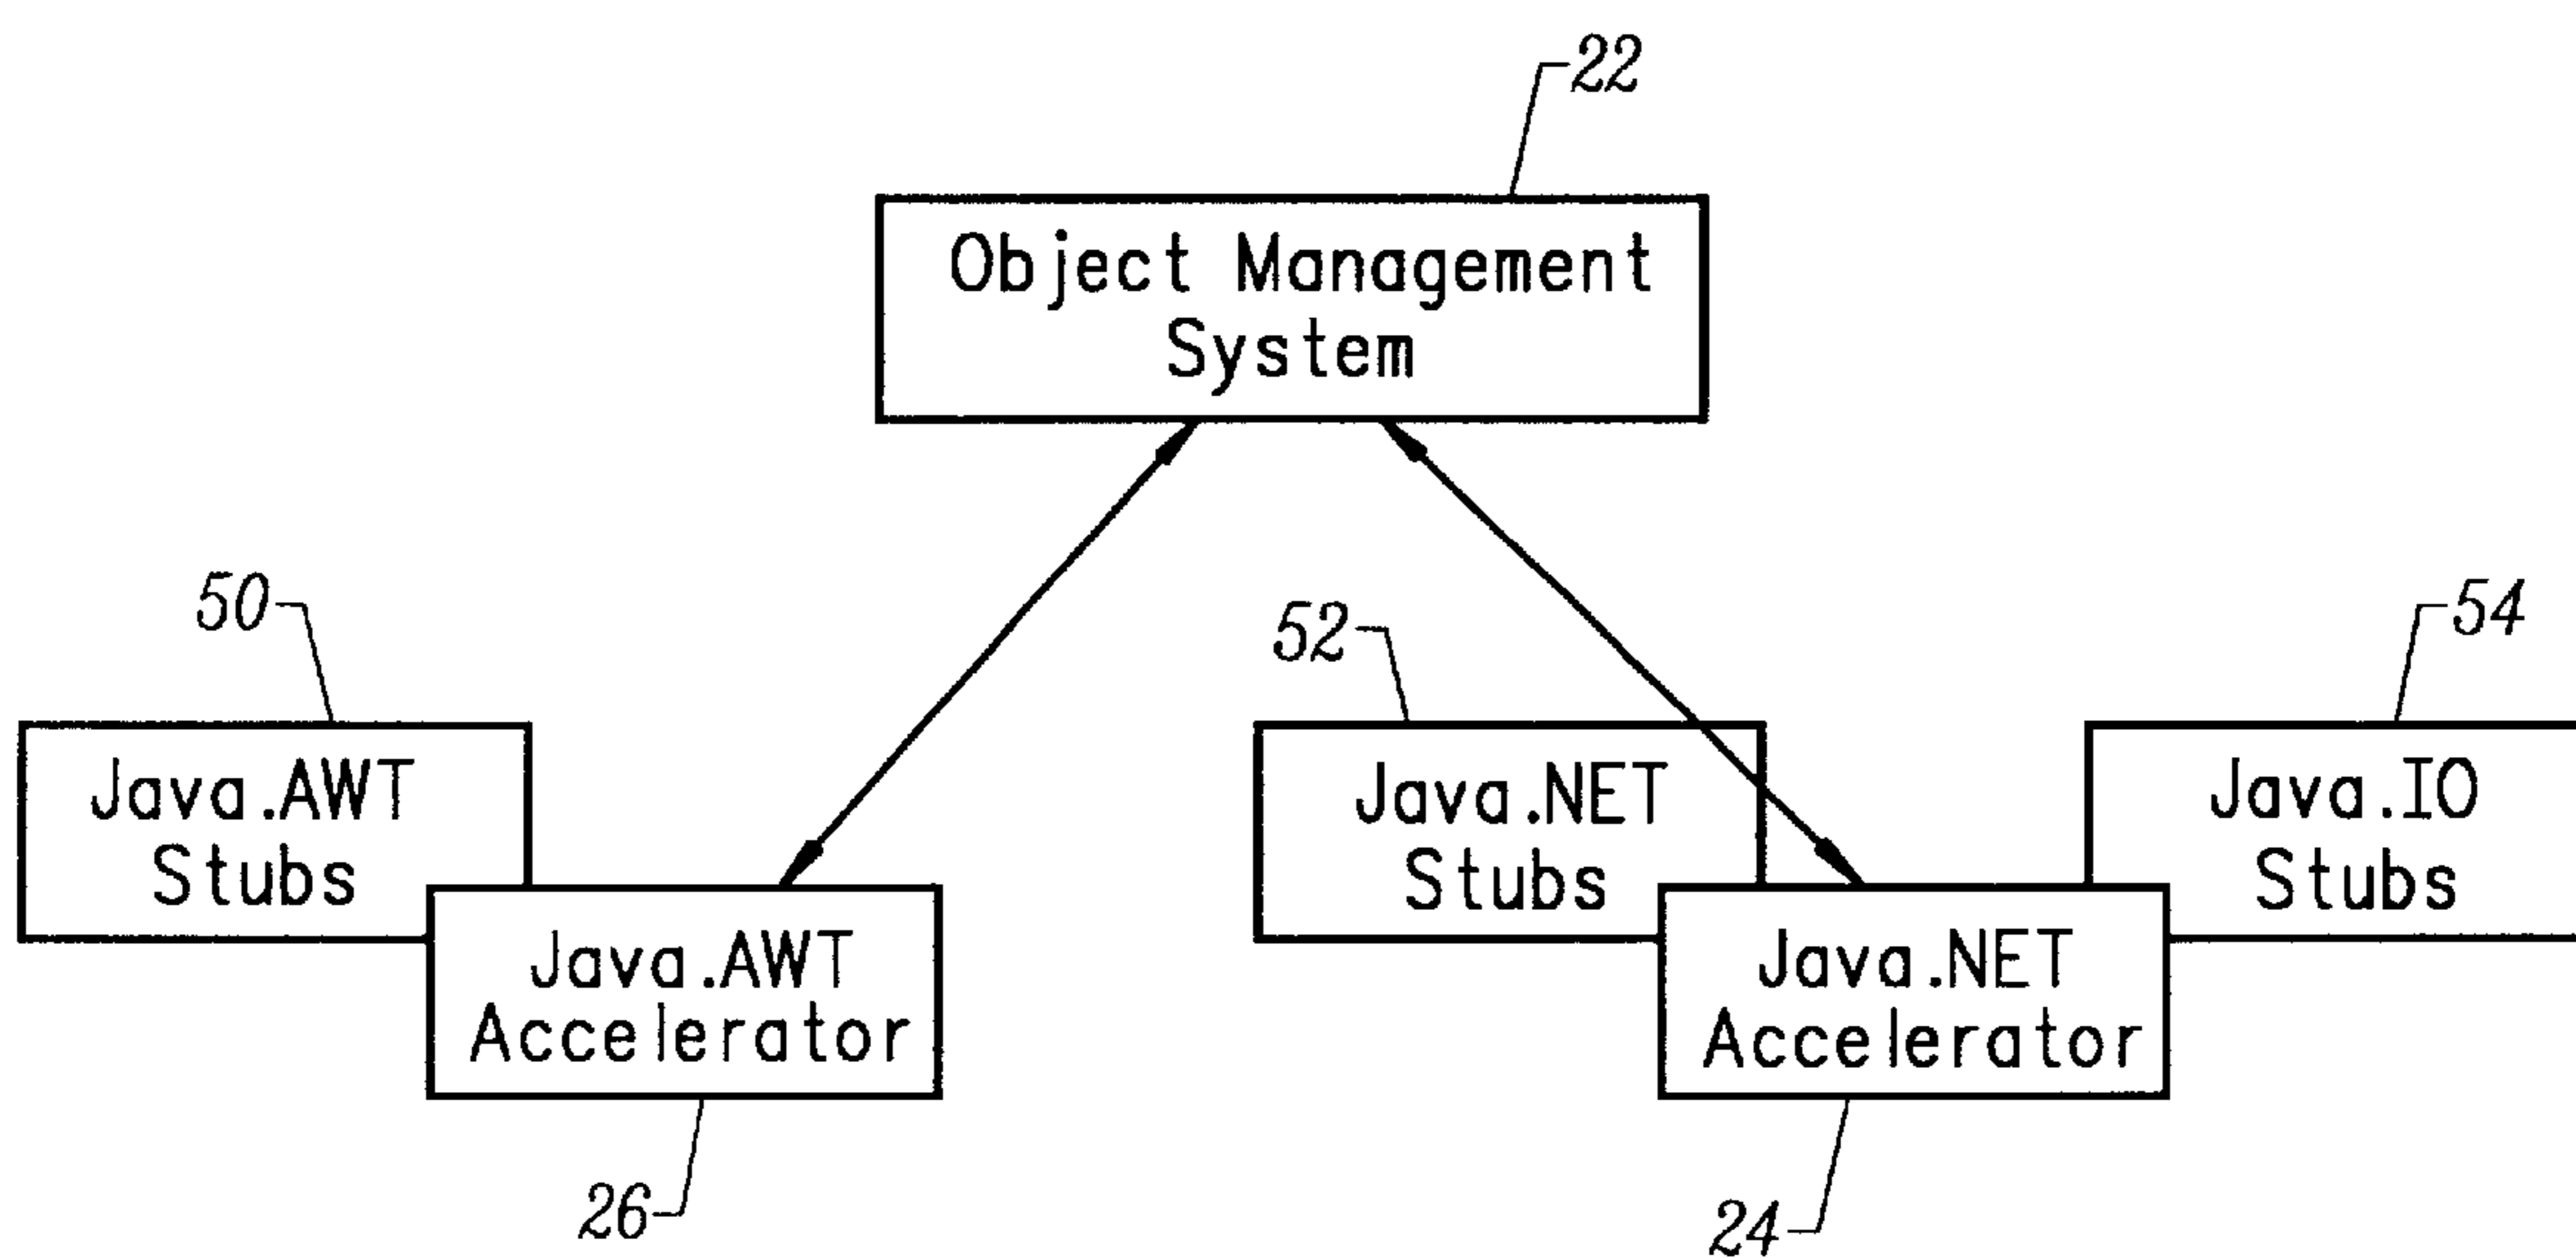 22
Object Management
System
50
Java.AWT
Stubs
Java.AWT
Accelerator
26
52
Java.NET
Stubs
54
Java.IO
Stubs
Java.NET
Accelerator
24